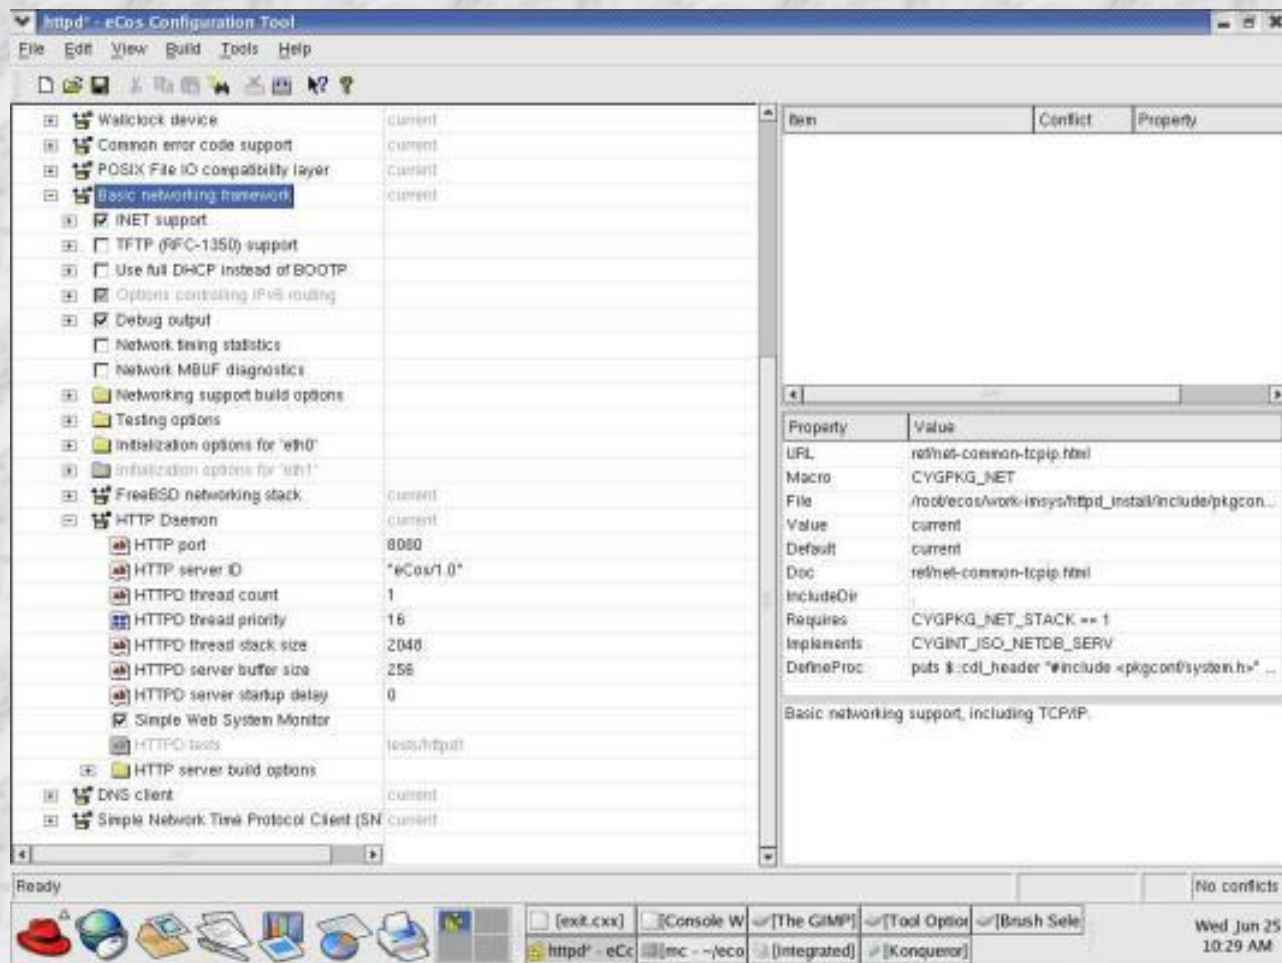 httpd* - eCos Configuration Tool
File Edit View Build Tools Help
Wallclock device current
Common error code support current
POSIX File IO compatibility layer current
Basic networking framework current
INET support
TFTP (RFC-1350) support
Use full DHCP instead of BOOTP
Options controlling IPv6 routing
Debug output
Network timing statistics
Network MBUF diagnostics
Networking support build options
Testing options
Initialization options for 'eth0'
Initialization options for 'eth1'
FreeBSD networking stack current
HTTP Daemon current
HTTP port 8080
HTTP server ID "eCos/1.0"
HTTPD thread count 1
HTTPD thread priority 16
HTTPD thread stack size 2048
HTTPD server buffer size 256
HTTPD server startup delay 0
Simple Web System Monitor
HTTPD tests
HTTP server build options
DNS client current
Simple Network Time Protocol Client (SN current
Item Conflict Property
Property Value
URL ref/net-common-tcpip.html
Macro CYGPKG_NET
File /root/ecos/work-imsys/httpd_install/include/pkgcon...
Value current
Default current
Doc ref/net-common-tcpip.html
IncludeDir .
Requires CYGPKG_NET_STACK == 1
Implements CYGINT_ISO_NETDB_SERV
DefineProc puts $::cdl_header "#include <pkgconf/system.h>" ...
Basic networking support, including TCP/IP.
Ready No conflicts
[exit.cxx] [Console W [The GIMP] [Tool Option [Brush Sele
httpd* - eCc [mc - ~/eco [Integrated] [Konqueror]
Wed Jun 25
10:29 AM